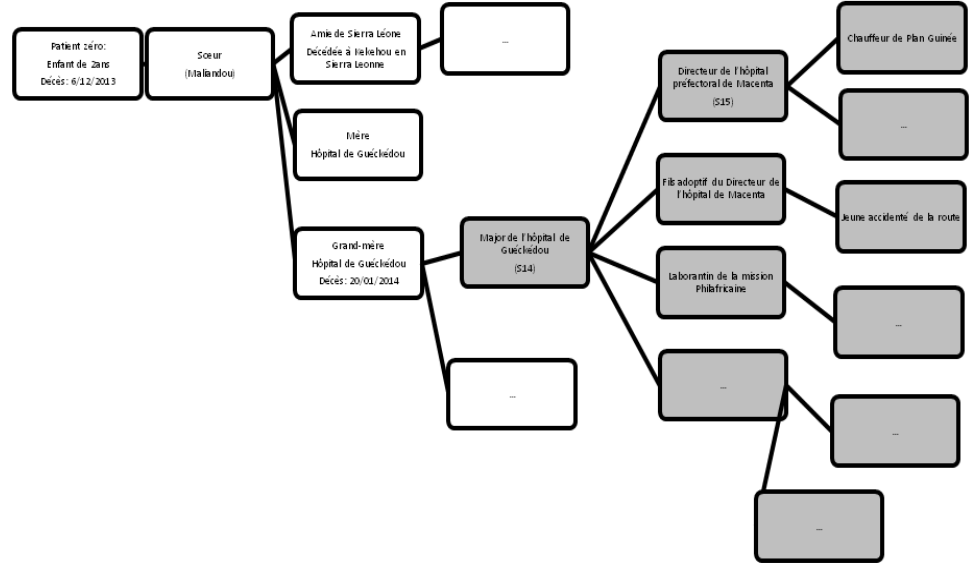 Patient zéro:
Enfant de 2ans
Décès: 6/12/2013
Sœur
(Maliandou)
Amie de Sierra Léone
Décédée à Nekehou en
Sierra Leonne
...
Mère
Hôpital de Guéckédou
Grand-mère
Hôpital de Guéckédou
Décès: 20/01/2014
...
Major de l'hôpital de
Guéckédou
(S14)
Directeur de l'hôpital
préfectoral de Macenta
(S15)
Fils adoptif du Directeur de
l'hôpital de Macenta
Laborantin de la mission
Philafricaine
...
Chauffeur de Plan Guinée
...
Jeune accidenté de la route
...
...
...